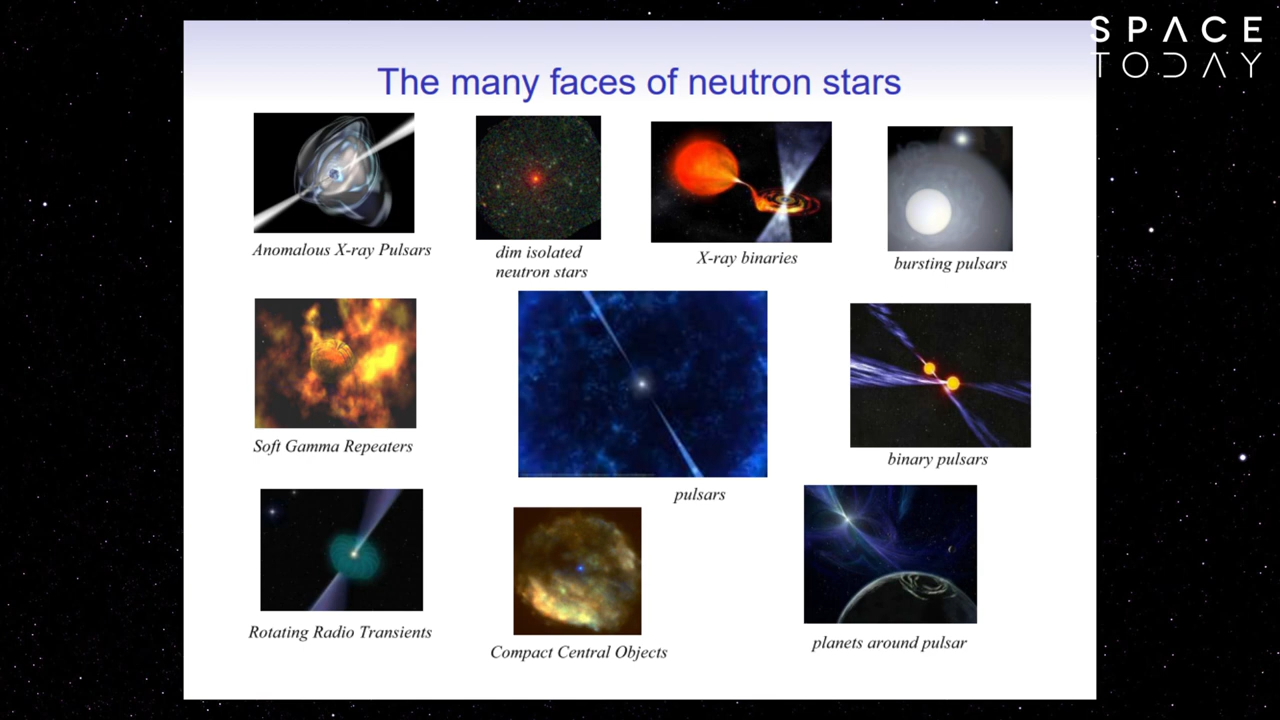 SPACE
TODAY
The many faces of neutron stars
Anomalous X-ray Pulsars
dim isolated
neutron stars
X-ray binaries
bursting pulsars
Soft Gamma Repeaters
pulsars
binary pulsars
Rotating Radio Transients
Compact Central Objects
planets around pulsar